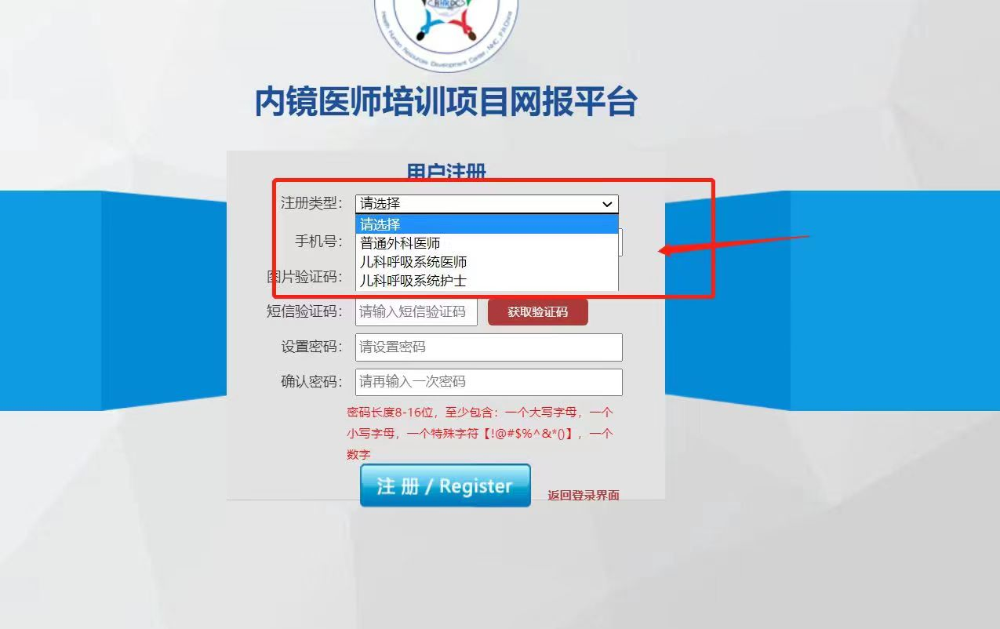 BHRDC
Health Human Resources Development Center, NHC, P.R.China
内镜医师培训项目网报平台
用户注册
注册类型： 请选择
请选择
手机号：
普通外科医师
儿科呼吸系统医师
图片验证码： 儿科呼吸系统护士
短信验证码： 请输入短信验证码 获取验证码
设置密码： 请设置密码
确认密码： 请再输入一次密码
密码长度8-16位，至少包含：一个大写字母，一个
小写字母，一个特殊字符【!@#$%^&*()】，一个
数字
注 册 / Register 返回登录界面